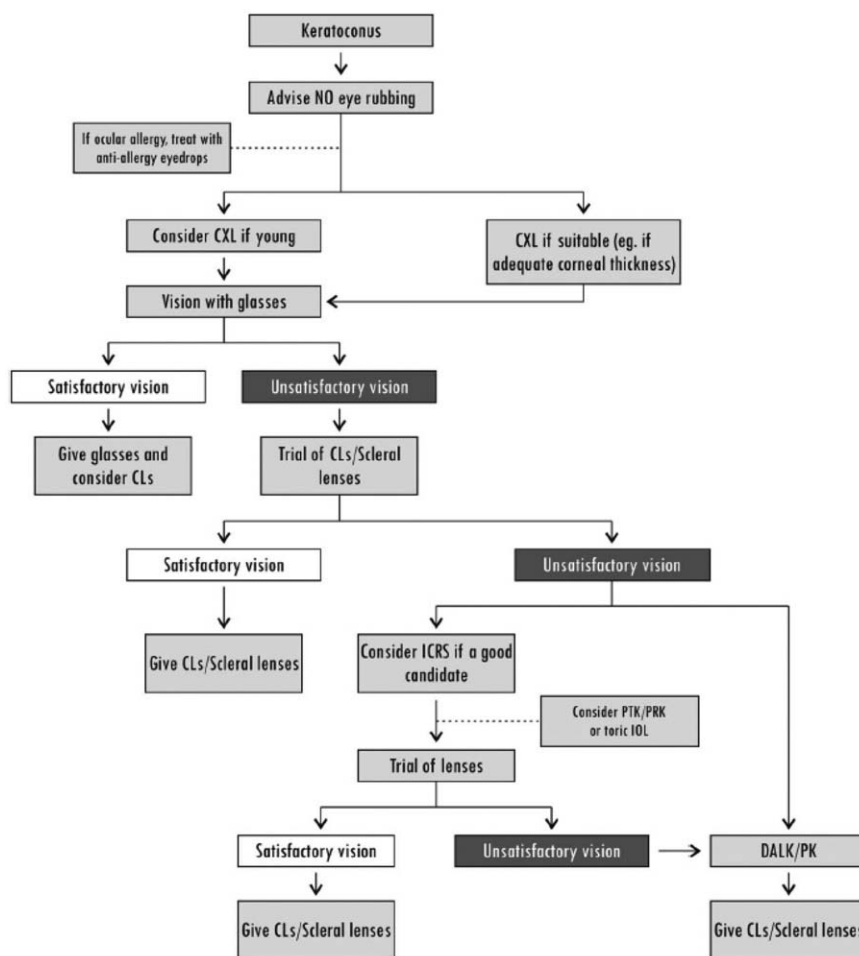 Keratoconus
Advise NO eye rubbing
If ocular allergy, treat with
anti-allergy eyedrops
Consider CXL if young
CXL if suitable (eg. if
adequate corneal thickness)
Vision with glasses
Satisfactory vision
Unsatisfactory vision
Give glasses and
consider CLs
Trial of CLs/Scleral
lenses
Satisfactory vision
Unsatisfactory vision
Give CLs/Scleral lenses
Consider ICRS if a good
candidate
Consider PTK/PRK
or toric IOL
Trial of lenses
Satisfactory vision
Unsatisfactory vision
DALK/PK
Give CLs/Scleral lenses
Give CLs/Scleral lenses